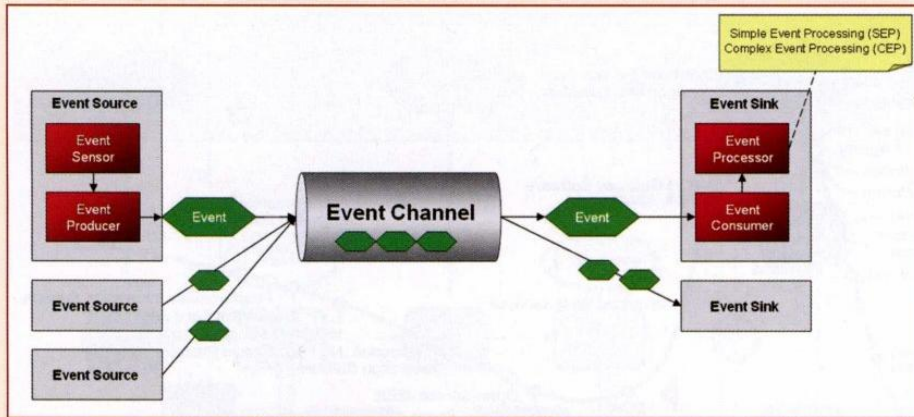 Simple Event Processing (SEP)
Complex Event Processing (CEP)
Event Source
Event
Sensor
Event
Producer
Event
Event Channel
Event
Event Sink
Event
Processor
Event
Consumer
Event Source
Event Source
Event Sink